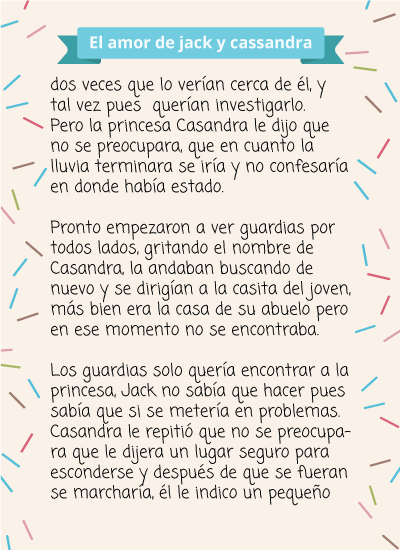 El amor de jack y cassandra
dos veces que lo verían cerca de él, y
tal vez pues querían investigarlo.
Pero la princesa Casandra le dijo que
no se preocupara, que en cuanto la
lluvia terminara se iría y no confesaría
en donde había estado.
Pronto empezaron a ver guardias por
todos lados, gritando el nombre de
Casandra, la andaban buscando de
nuevo y se dirigían a la casita del joven,
más bien era la casa de su abuelo pero
en ese momento no se encontraba.
Los guardias solo quería encontrar a la
princesa, Jack no sabía que hacer pues
sabía que si se metería en problemas.
Casandra le repitió que no se preocupa-
ra que le dijera un lugar seguro para
esconderse y después de que se fueran
se marcharía, él le indico un pequeño